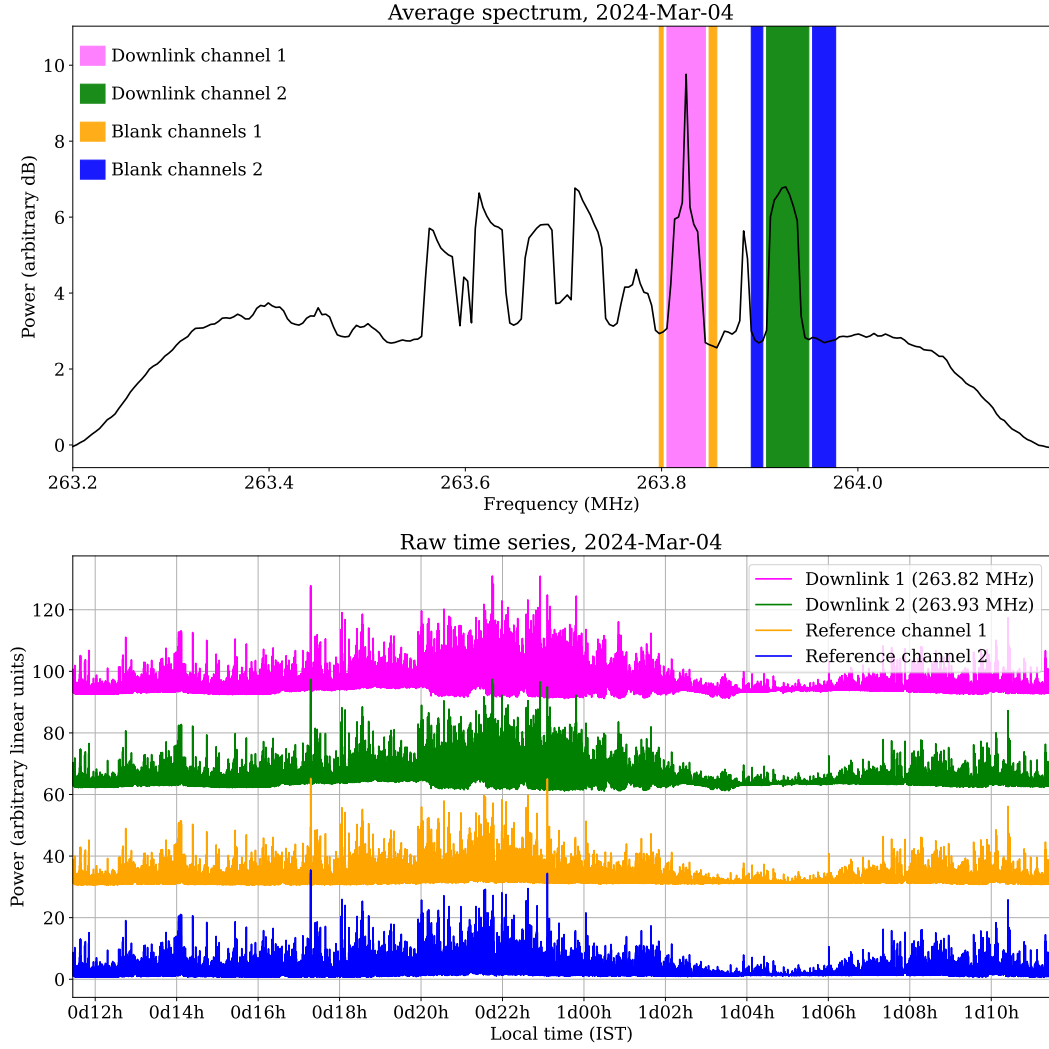 Average spectrum, 2024-Mar-04
Power (arbitrary dB)
10
8
6
4
2
0
Downlink channel 1
Downlink channel 2
Blank channels 1
Blank channels 2
263.2 263.4 263.6 263.8 264.0
Frequency (MHz)
Raw time series, 2024-Mar-04
Power (arbitrary linear units)
120
100
80
60
40
20
0
Downlink 1 (263.82 MHz)
Downlink 2 (263.93 MHz)
Reference channel 1
Reference channel 2
0d12h 0d14h 0d16h 0d18h 0d20h 0d22h 1d00h 1d02h 1d04h 1d06h 1d08h 1d10h
Local time (IST)